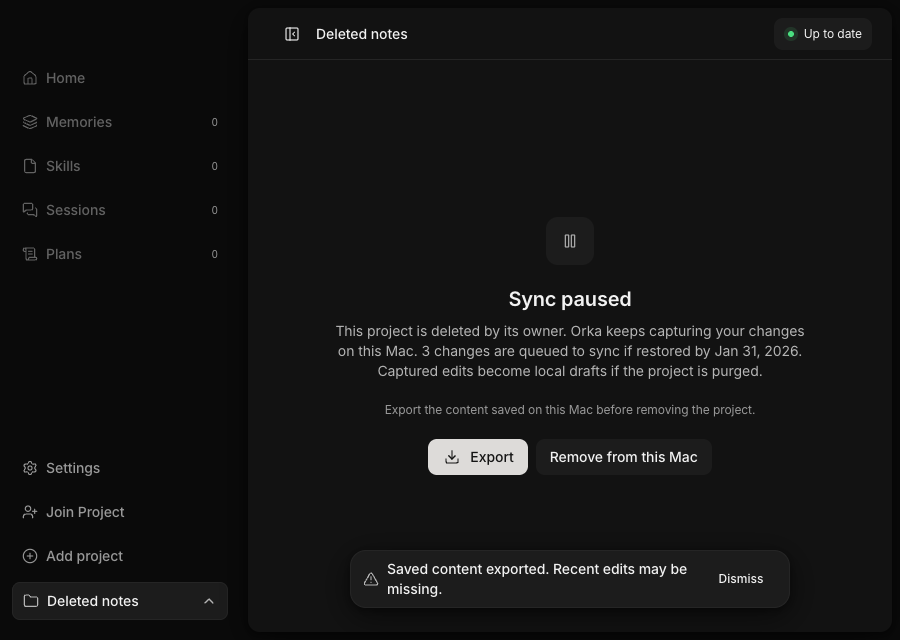 Deleted notes
Up to date
Home
Memories 0
Skills 0
Sessions 0
Plans 0
Sync paused
This project is deleted by its owner. Orka keeps capturing your changes
on this Mac. 3 changes are queued to sync if restored by Jan 31, 2026.
Captured edits become local drafts if the project is purged.
Export the content saved on this Mac before removing the project.
Export
Remove from this Mac
Settings
Join Project
Add project
Deleted notes
Saved content exported. Recent edits may be
missing.
Dismiss